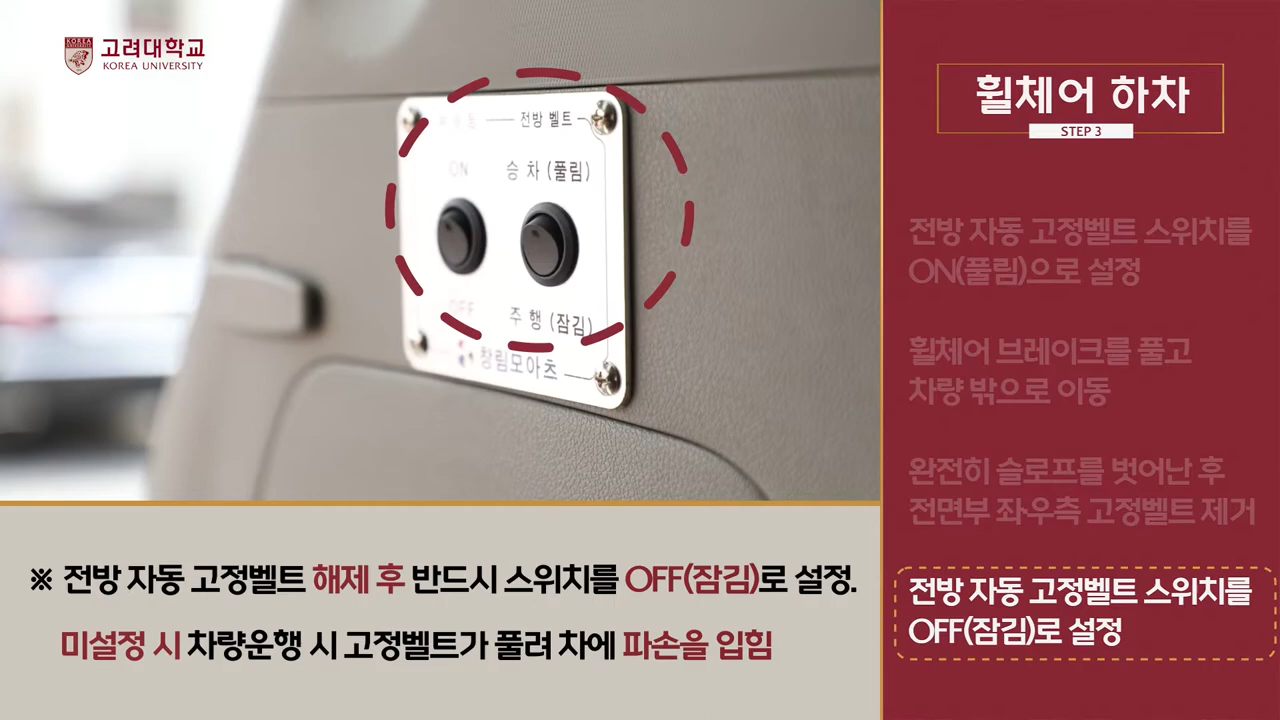 고려대학교
KOREA UNIVERSITY
전방 벨트
ON
승 차 (풀림)
OFF
주 행 (잠김)
창림모아츠
※ 전방 자동 고정벨트 해제 후 반드시 스위치를 OFF(잠김)로 설정.
미설정 시 차량운행 시 고정벨트가 풀려 차에 파손을 입힘
휠체어 하차
STEP 3
전방 자동 고정벨트 스위치를
ON(풀림)으로 설정
휠체어 브레이크를 풀고
차량 밖으로 이동
완전히 슬로프를 벗어난 후
전면부 좌·우측 고정벨트 제거
전방 자동 고정벨트 스위치를
OFF(잠김)로 설정